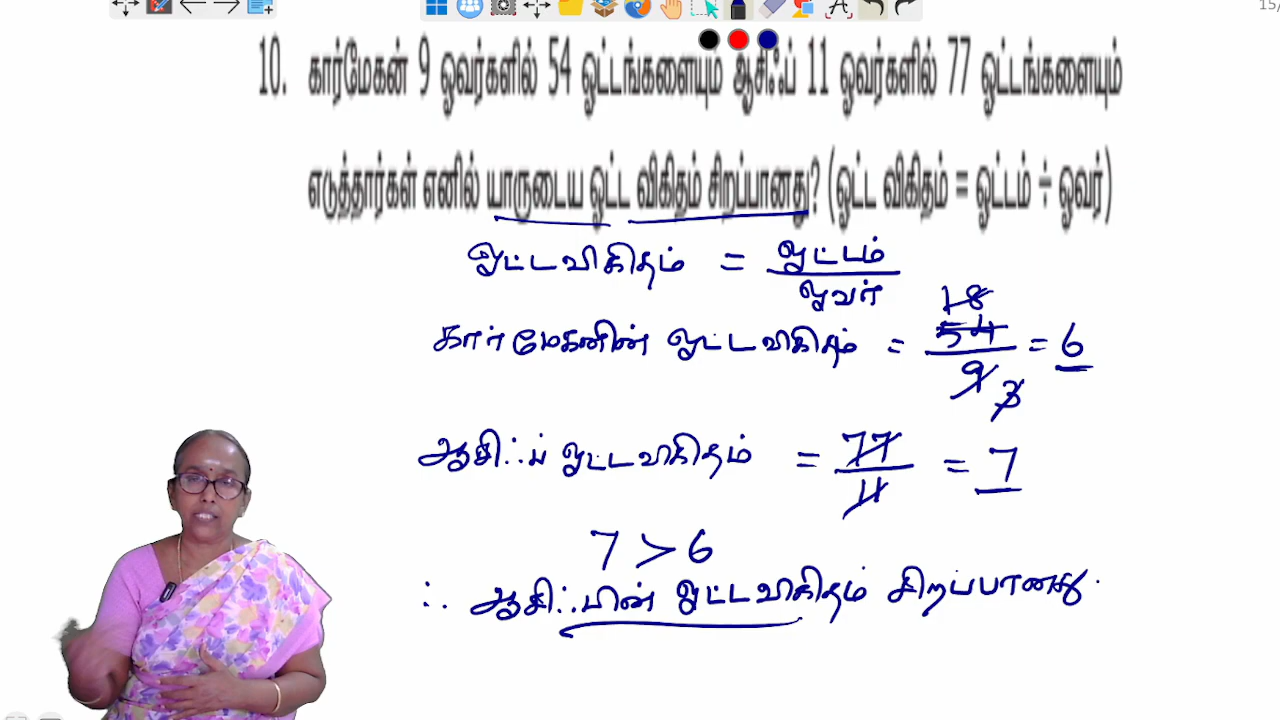 15/
10. கார்மேகன் 9 ஓவர்களில் 54 ஓட்டங்களையும் ஆசிஃப் 11 ஓவர்களில் 77 ஓட்டங்களையும்
எடுத்தார்கள் எனில் யாருடைய ஓட்ட விகிதம் சிறப்பானது? (ஓட்ட விகிதம் = ஓட்டம் ÷ ஓவர்)
ஓட்டவிகிதம் = ஓட்டம் / ஓவர்
18
கார்மேகனின் ஓட்டவிகிதம் = 54 / 9 = 6
3
ஆசிஃப் ஓட்டவிகிதம் = 77 / 11 = 7
7 > 6
∴ ஆசிஃபின் ஓட்டவிகிதம் சிறப்பானது.